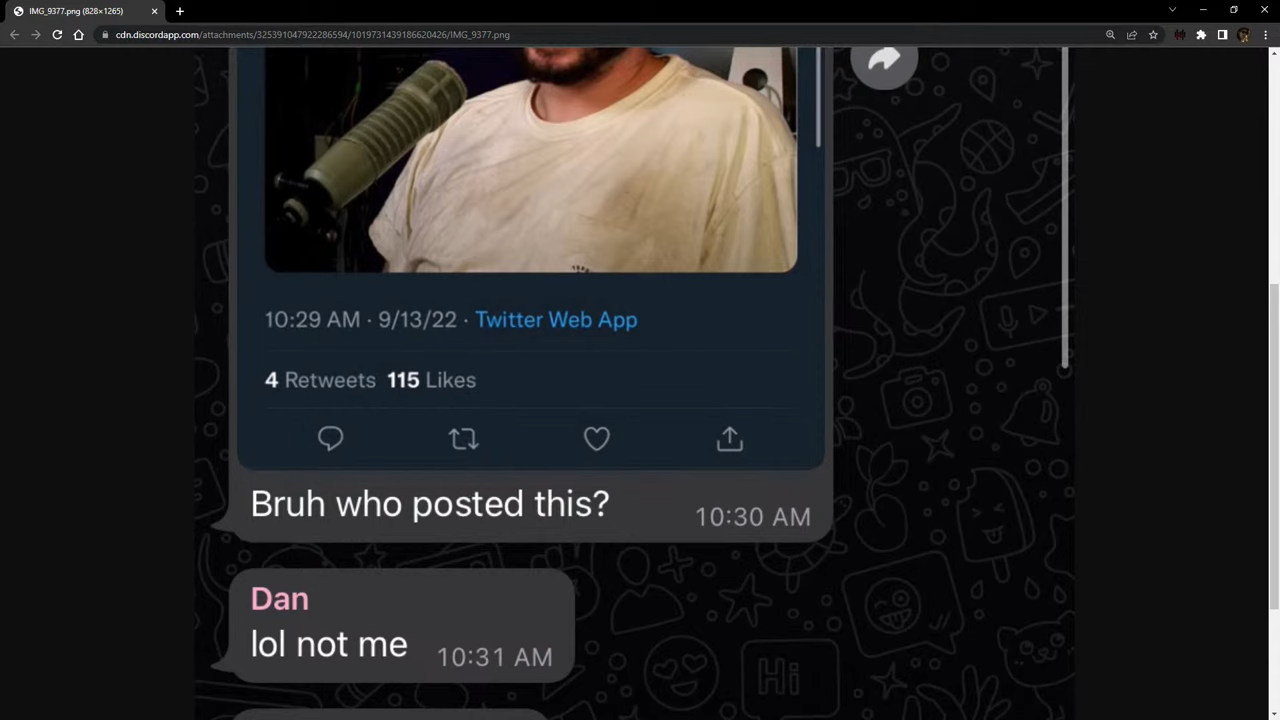 IMG_9377.png (828×1265)
cdn.discordapp.com/attachments/325391047922286594/1019731439186620426/IMG_9377.png
10:29 AM · 9/13/22 · Twitter Web App
4 Retweets 115 Likes
Bruh who posted this?
10:30 AM
Dan
lol not me
10:31 AM
Hi